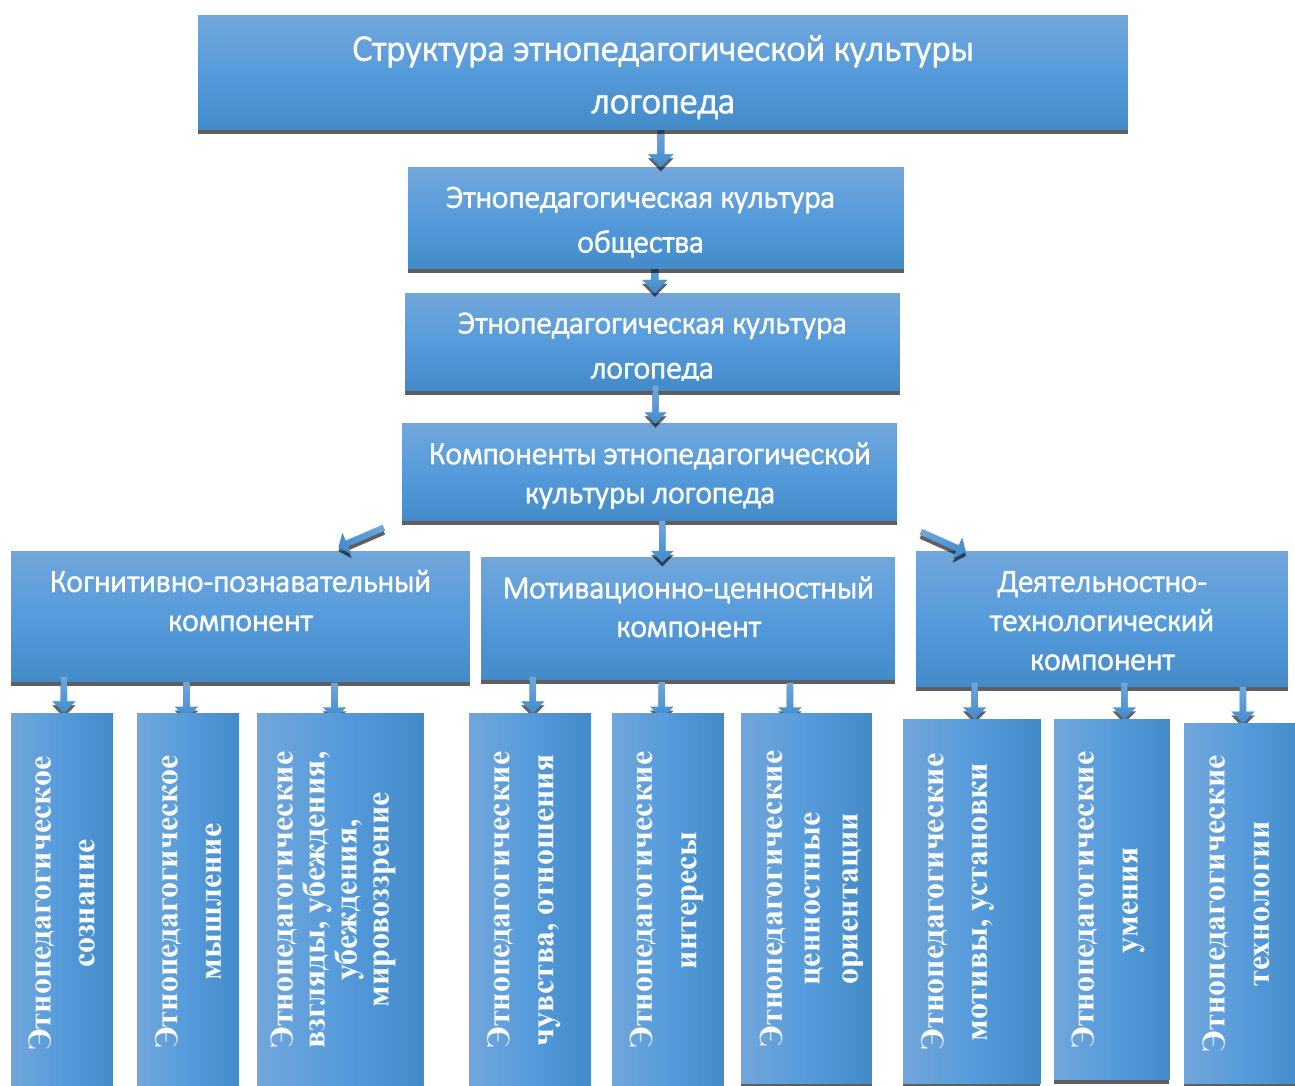 Структура этнопедагогической культуры
логопеда
Этнопедагогическая культура
общества
Этнопедагогическая культура
логопеда
Компоненты этнопедагогической
культуры логопеда
Когнитивно-познавательный
компонент
Мотивационно-ценностный
компонент
Деятельностно-
технологический
компонент
Этнопедагогическое
сознание
Этнопедагогическое
мышление
Этнопедагогические
взгляды, убеждения,
убеждения,
мировоззрение
Этнопедагогические
чувства, отношения
Этнопедагогические
интересы
Этнопедагогические
ценностные
ориентации
Этнопедагогические
мотивы, установки
Этнопедагогические
умения
Этнопедагогические
технологии